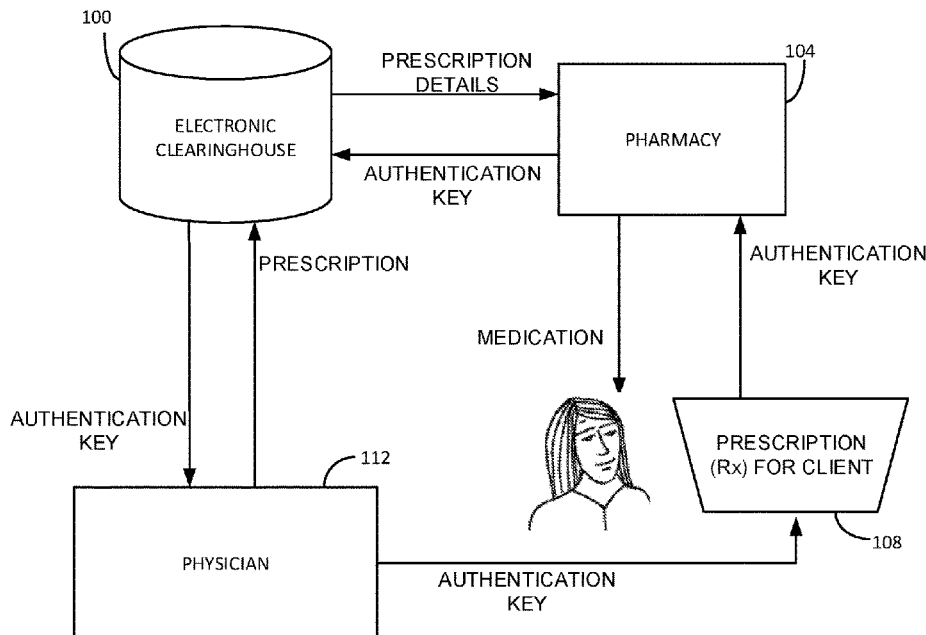 100
PRESCRIPTION
DETAILS
104
ELECTRONIC
CLEARINGHOUSE
PHARMACY
AUTHENTICATION
KEY
PRESCRIPTION
AUTHENTICATION
KEY
MEDICATION
AUTHENTICATION
KEY
PRESCRIPTION
(Rx) FOR CLIENT
112
108
PHYSICIAN
AUTHENTICATION
KEY